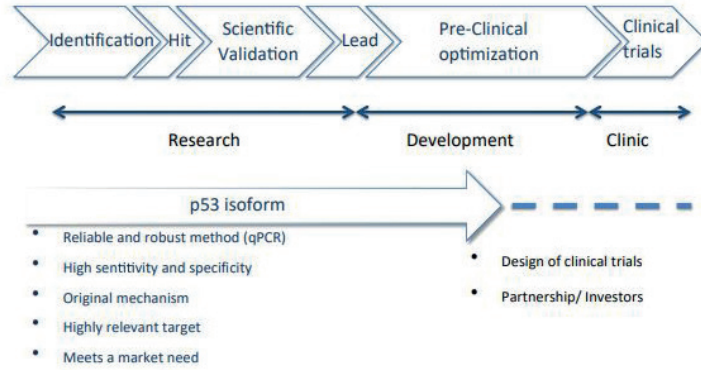 Identification
Hit
Scientific
Validation
Lead
Pre-Clinical
optimization
Clinical
trials
Research
Development
Clinic
p53 isoform
• Reliable and robust method (qPCR)
• High sentitivity and specificity
• Original mechanism
• Highly relevant target
• Meets a market need
• Design of clinical trials
• Partnership/ Investors